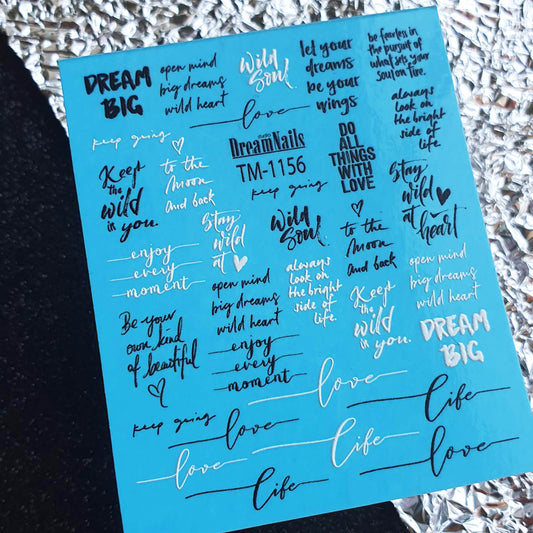 DREAM
BIG
open mind
big dreams
wild heart
Wild
Soul
let your
dreams
be your
wings
be fearless in
the pursuit of
what sets your
soul on fire.
love
always
look on
the bright
side of
life.
keep going
studio
DreamNails
TM-1156
keep going
DO
ALL
THINGS
WITH
LOVE
Keep
the
wild
in you.
to the
Moon
and back
Stay
wild
at heart
Stay
wild
at
Wild
Soul
to the
Moon
and back
enjoy
every
moment
open mind
big dreams
wild heart
always
look on
the bright
side of
life.
Keep
the
wild
in you.
open mind
big dreams
wild heart
DREAM
BIG
Be your
own kind
of beautiful
enjoy
every
moment
love
life
keep going
love
life
love
love
life